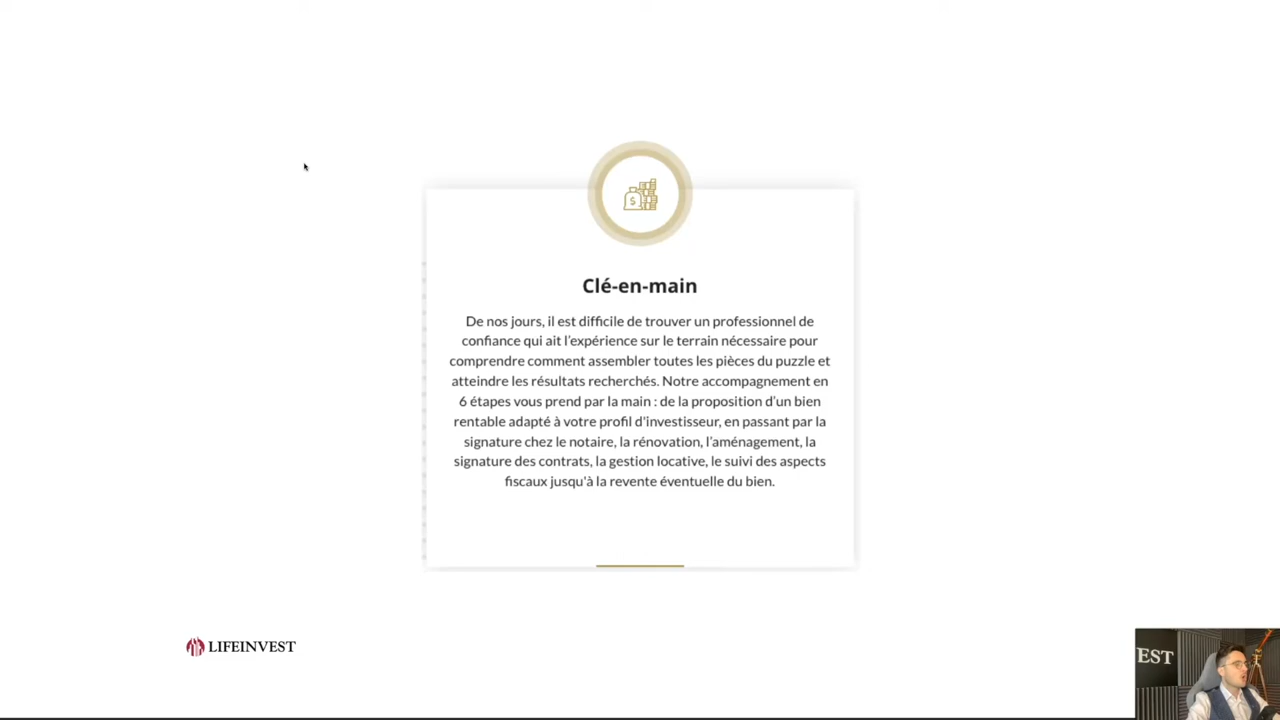 Clé-en-main
De nos jours, il est difficile de trouver un professionnel de
confiance qui ait l'expérience sur le terrain nécessaire pour
comprendre comment assembler toutes les pièces du puzzle et
atteindre les résultats recherchés. Notre accompagnement en
6 étapes vous prend par la main : de la proposition d'un bien
rentable adapté à votre profil d'investisseur, en passant par la
signature chez le notaire, la rénovation, l'aménagement, la
signature des contrats, la gestion locative, le suivi des aspects
fiscaux jusqu'à la revente éventuelle du bien.
LIFEINVEST
EST